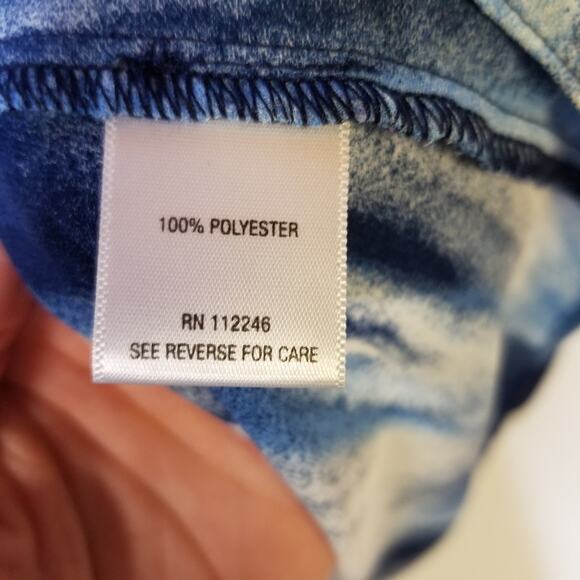 100% POLYESTER
RN 112246
SEE REVERSE FOR CARE